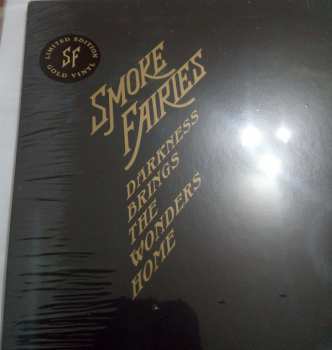 LIMITED EDITION
SF
GOLD VINYL
SMOKE
FAIRIES
DARKNESS
BRINGS
THE
WONDERS
HOME